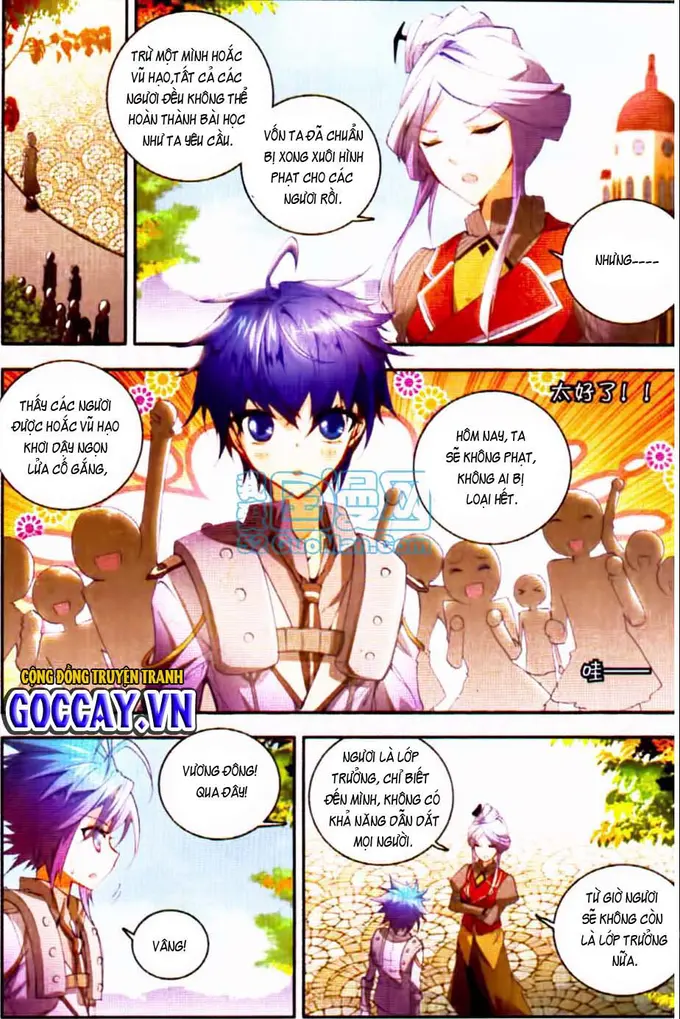 TRỪ MỘT MÌNH HOẮC
VŨ HẠO,TẤT CẢ CÁC
NGƯƠI ĐỀU KHÔNG THỂ
HOÀN THÀNH BÀI HỌC
NHƯ TA YÊU CẦU.
VỐN TA ĐÃ CHUẨN
BỊ XONG XUÔI HÌNH
PHẠT CHO CÁC
NGƯƠI RỒI.
NHƯNG----
THẤY CÁC NGƯƠI
ĐƯỢC HOẮC VŨ HẠO
KHƠI DẬY NGỌN
LỬA CỐ GẮNG,
太好了！！
HÔM NAY, TA
SẼ KHÔNG PHẠT,
KHÔNG AI BỊ
LOẠI HẾT.
哇——
CỘNG ĐỒNG TRUYỆN TRANH
GOCCAY.VN
VƯƠNG ĐÔNG!
QUA ĐÂY!
VÂNG!
NGƯƠI LÀ LỚP
TRƯỞNG, CHỈ BIẾT
ĐẾN MÌNH, KHÔNG CÓ
KHẢ NĂNG DẪN DẮT
MỌI NGƯỜI.
TỪ GIỜ NGƯƠI
SẼ KHÔNG CÒN
LÀ LỚP TRƯỞNG
NỮA.